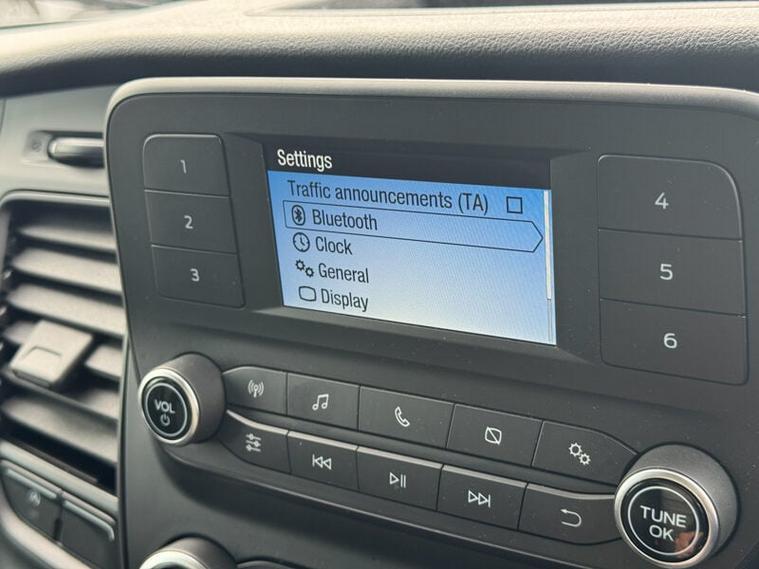 Settings
Traffic announcements (TA)
Bluetooth
Clock
General
Display
1
2
3
4
5
6
VOL
TUNE
OK